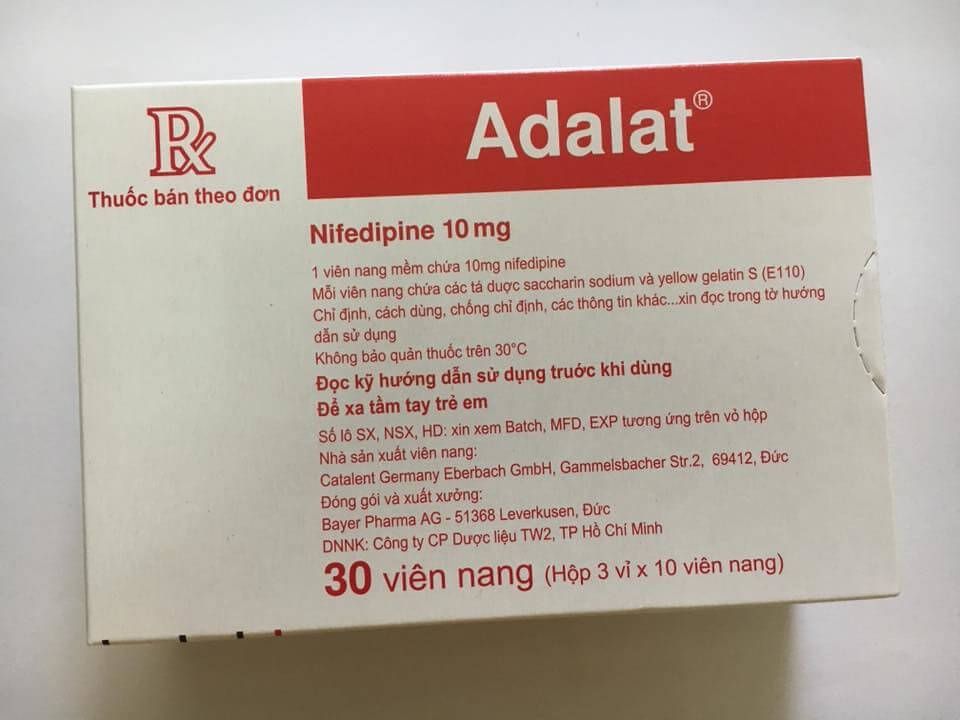 Rx
Thuốc bán theo đơn
Adalat®
Nifedipine 10 mg
1 viên nang mềm chứa 10mg nifedipine
Mỗi viên nang chứa các tá dược saccharin sodium và yellow gelatin S (E110)
Chỉ định, cách dùng, chống chỉ định, các thông tin khác...xin đọc trong tờ hướng
dẫn sử dụng
Không bảo quản thuốc trên 30°C
Đọc kỹ hướng dẫn sử dụng trước khi dùng
Để xa tầm tay trẻ em
Số lô SX, NSX, HD: xin xem Batch, MFD, EXP tương ứng trên vỏ hộp
Nhà sản xuất viên nang:
Catalent Germany Eberbach GmbH, Gammelsbacher Str.2, 69412, Đức
Đóng gói và xuất xưởng:
Bayer Pharma AG - 51368 Leverkusen, Đức
DNNK: Công ty CP Dược liệu TW2, TP Hồ Chí Minh
30 viên nang (Hộp 3 vỉ x 10 viên nang)